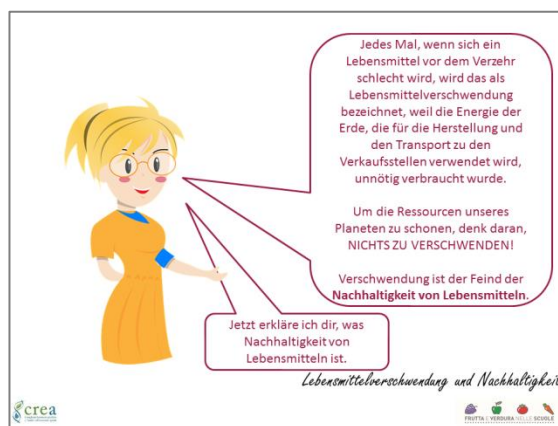 Jedes Mal, wenn sich ein
Lebensmittel vor dem Verzehr
schlecht wird, wird das als
Lebensmittelverschwendung
bezeichnet, weil die Energie der
Erde, die für die Herstellung und
den Transport zu den
Verkaufsstellen verwendet wird,
unnötig verbraucht wurde.
Um die Ressourcen unseres
Planeten zu schonen, denk daran,
NICHTS ZU VERSCHWENDEN!
Verschwendung ist der Feind der
Nachhaltigkeit von Lebensmitteln.
Jetzt erkläre ich dir, was
Nachhaltigkeit von
Lebensmitteln ist.
Lebensmittelverschwendung und Nachhaltigkeit
crea
FRUTTA E VERDURA NELLE SCUOLE